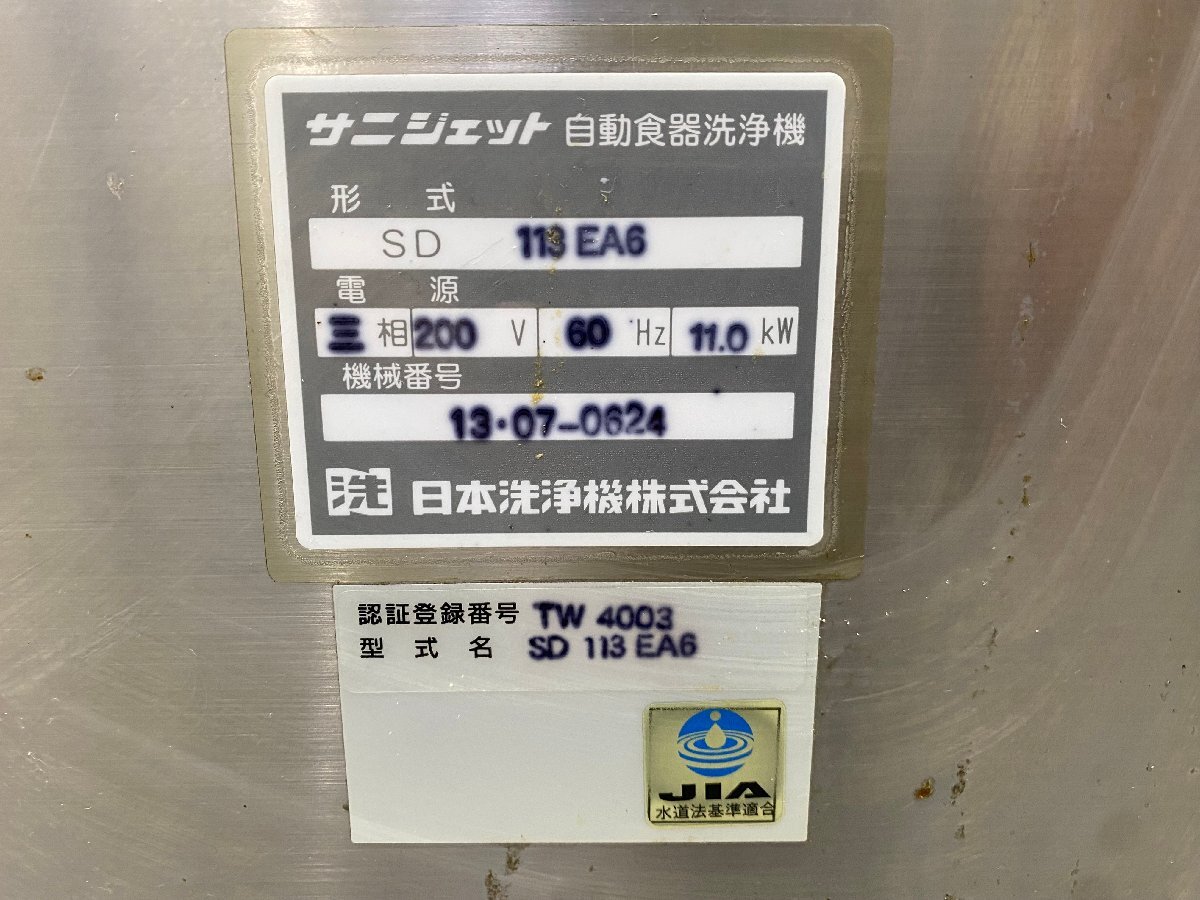 サニジェット 自動食器洗浄機
形 式
SD 113 EA6
電 源
三相 200 V 60 Hz 11.0 kW
機械番号
13・07-0624
洗 日本洗浄機株式会社
認証登録番号 TW 4003
型式名 SD 113 EA6
JIA
水道法基準適合